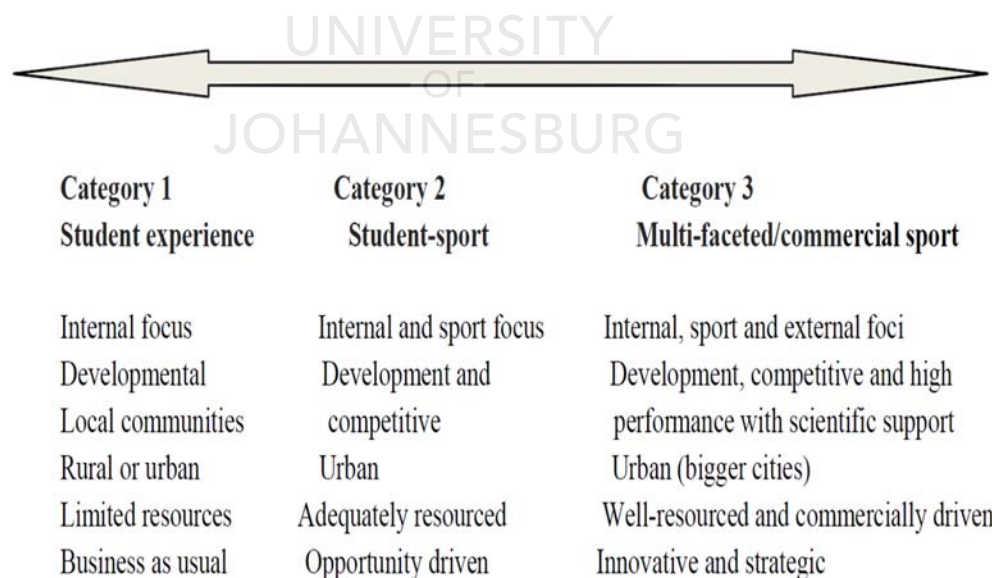 UNIVERSITY
OF
JOHANNESBURG
Category 1 Category 2 Category 3
Student experience Student-sport Multi-faceted/commercial sport
Internal focus Internal and sport focus Internal, sport and external foci
Developmental Development and Development, competitive and high
Local communities competitive performance with scientific support
Rural or urban Urban Urban (bigger cities)
Limited resources Adequately resourced Well-resourced and commercially driven
Business as usual Opportunity driven Innovative and strategic